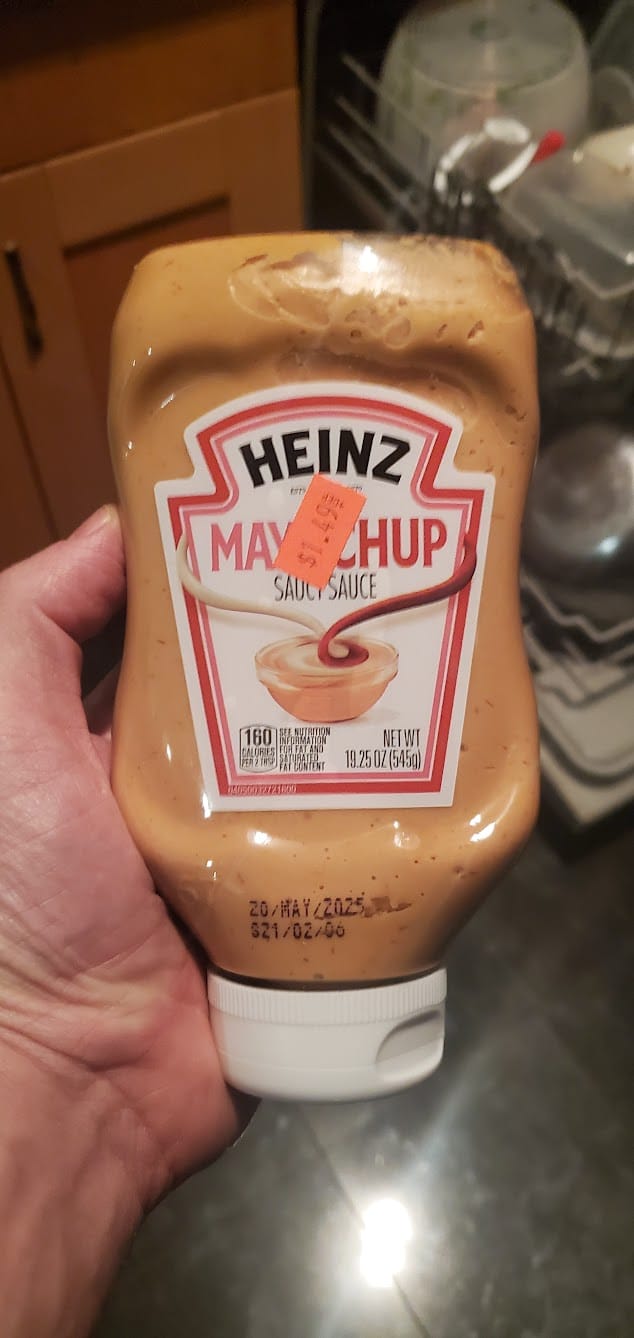 HEINZ
MAY CHUP
$1.49
SAUCY SAUCE
160
CALORIES
PER 2 TBSP
SEE NUTRITION
INFORMATION
FOR FAT AND
SATURATED
FAT CONTENT
NET WT
19.25 OZ (545g)
20/MAY/2025
S21/02/06